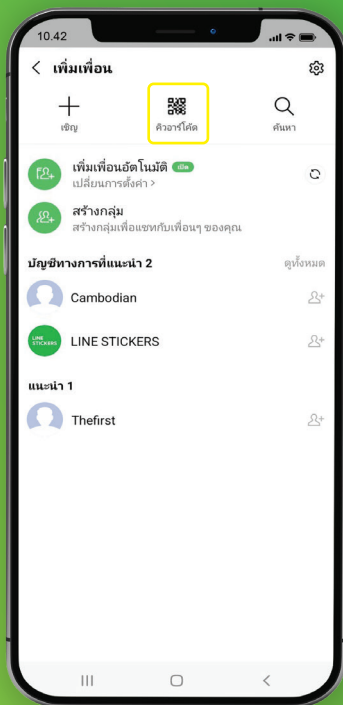 10.42
เพิ่มเพื่อน
เชิญ
คิวอาร์โค้ด
ค้นหา
เพิ่มเพื่อนอัตโนมัติ เปิด
เปลี่ยนการตั้งค่า >
สร้างกลุ่ม
สร้างกลุ่มเพื่อแชทกับเพื่อนๆ ของคุณ
บัญชีทางการที่แนะนำ 2 ดูทั้งหมด
Cambodian
LINE STICKERS
LINE STICKERS
แนะนำ 1
Thefirst